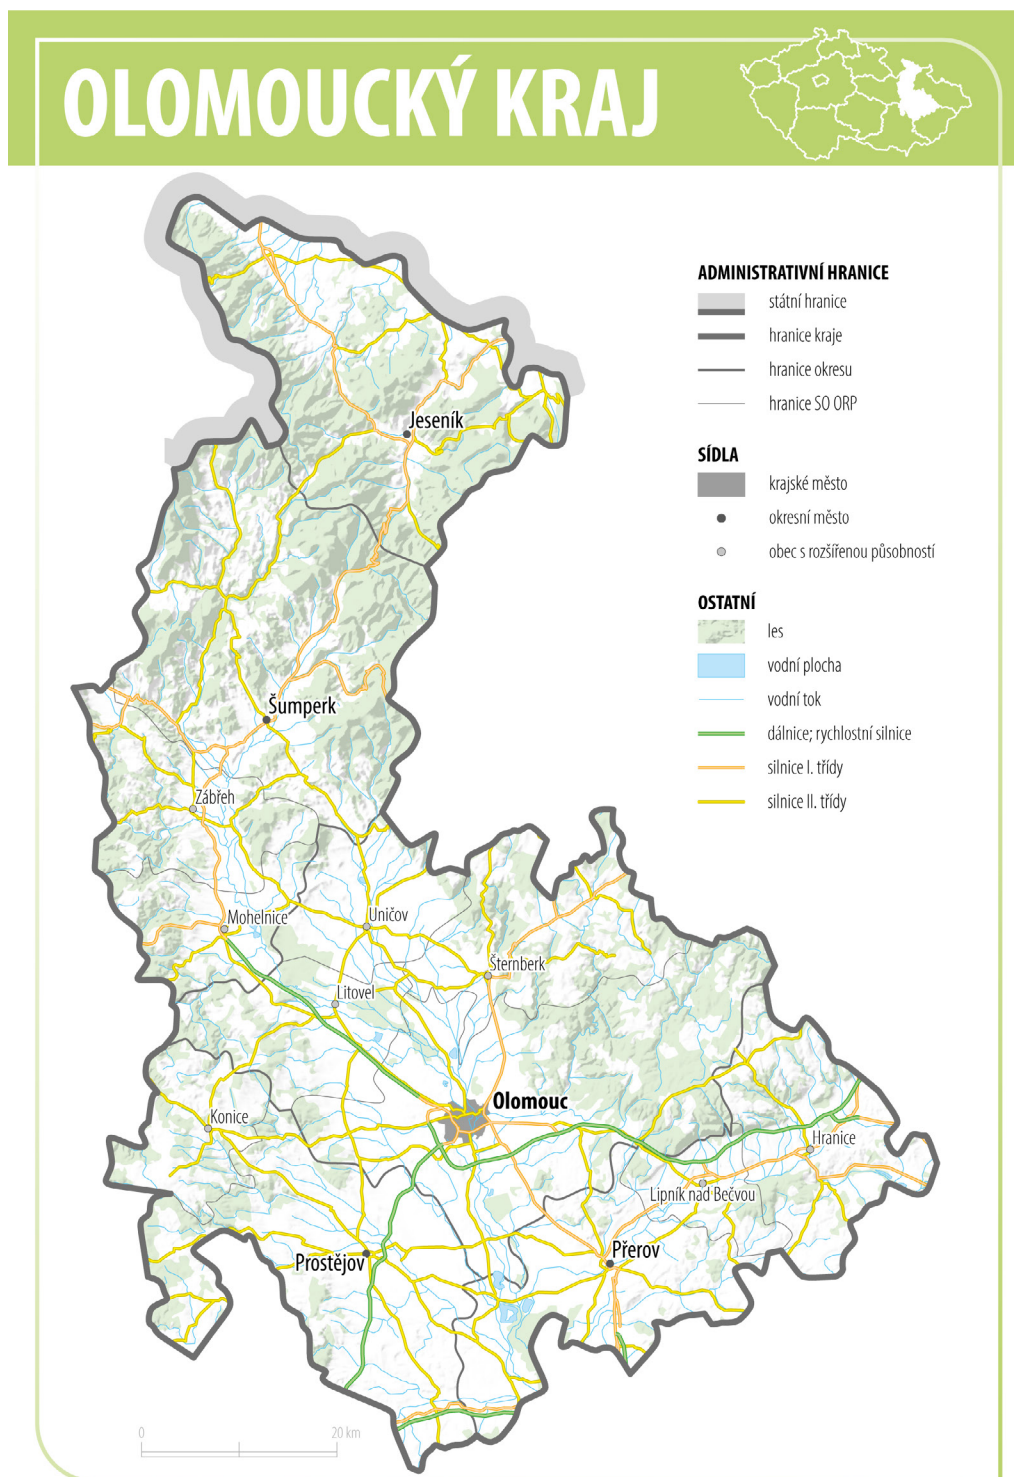 OLOMOUCKÝ KRAJ
ADMINISTRATIVNÍ HRANICE
státní hranice
hranice kraje
hranice okresu
hranice SO ORP
SÍDLA
krajské město
okresní město
obec s rozšířenou působností
OSTATNÍ
les
vodní plocha
vodní tok
dálnice; rychlostní silnice
silnice I. třídy
silnice II. třídy
Jeseník
Šumperk
Zábřeh
Mohelnice
Uničov
Šternberk
Litovel
Olomouc
Konice
Hranice
Lipník nad Bečvou
Přerov
Prostějov
0
20 km